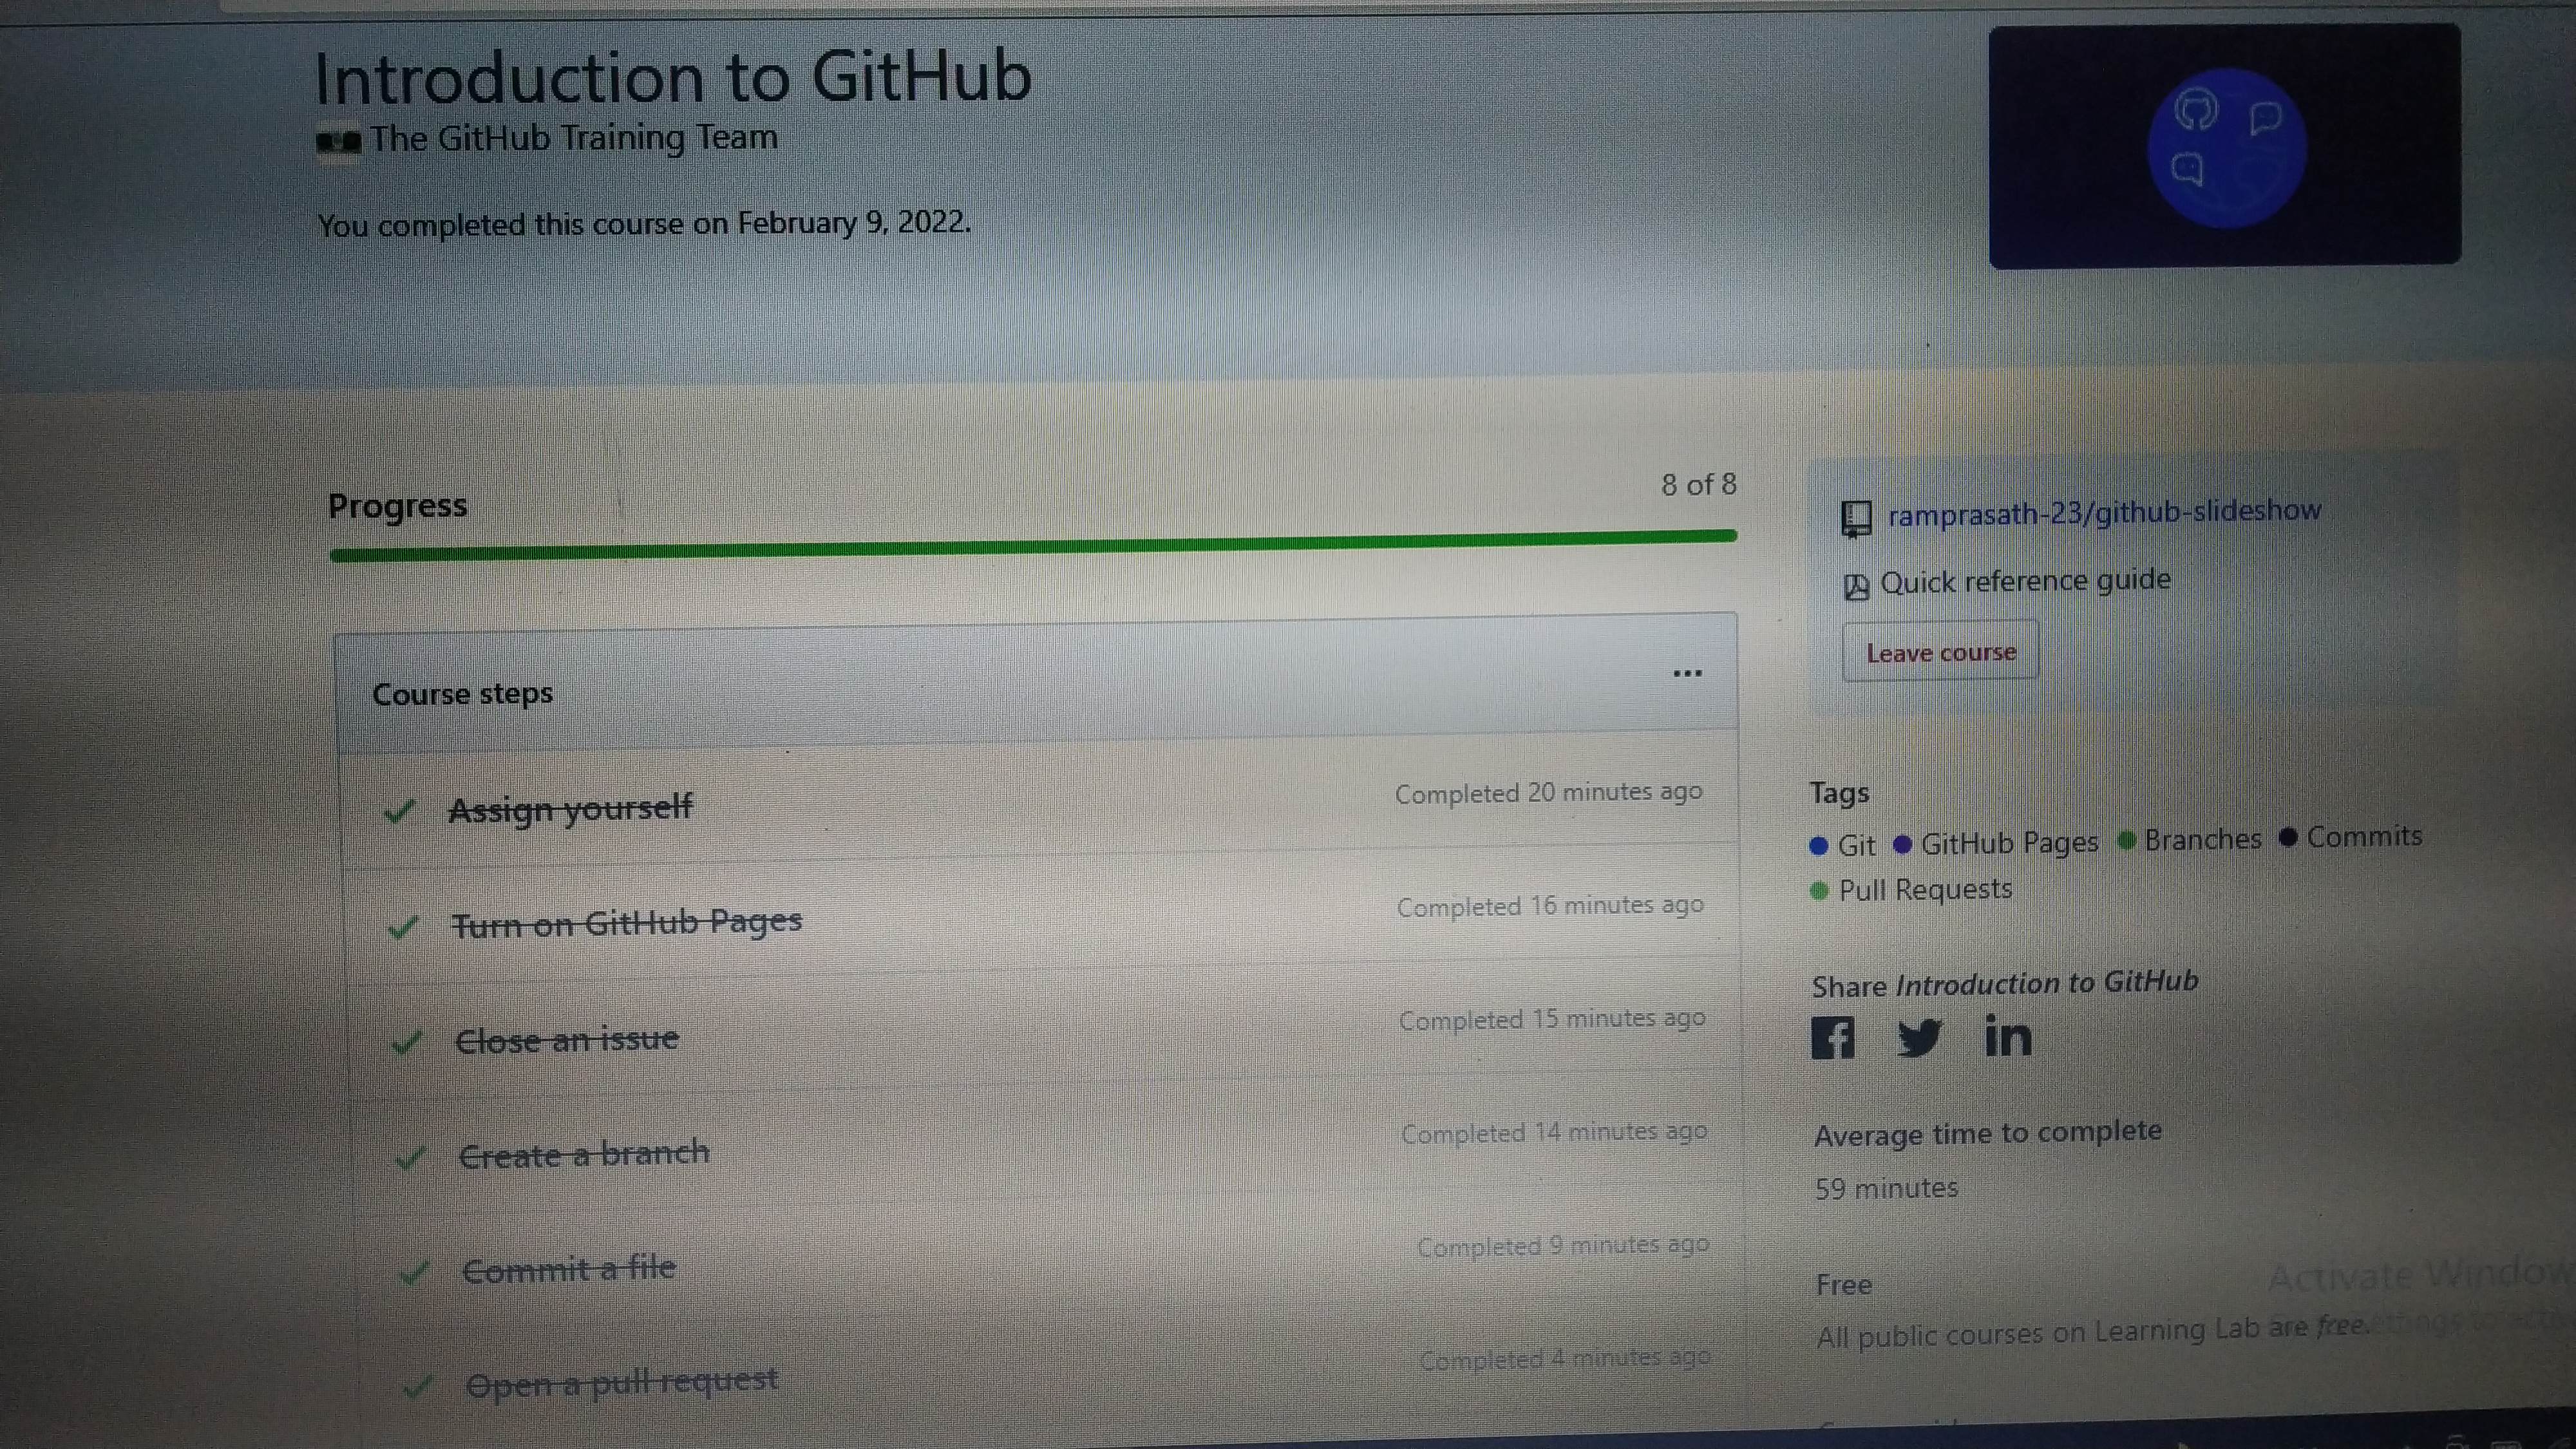 Introduction to GitHub
The GitHub Training Team
You completed this course on February 9, 2022.
Progress
8 of 8
Course steps
...
Assign yourself
Completed 20 minutes ago
Turn on GitHub Pages
Completed 16 minutes ago
Close an issue
Completed 15 minutes ago
Create a branch
Completed 14 minutes ago
Commit a file
Completed 9 minutes ago
Open a pull request
Completed 4 minutes ago
ramprasath-23/github-slideshow
Quick reference guide
Leave course
Tags
Git GitHub Pages Branches Commits
Pull Requests
Share Introduction to GitHub
Average time to complete
59 minutes
Free
All public courses on Learning Lab are free.
Activate Window